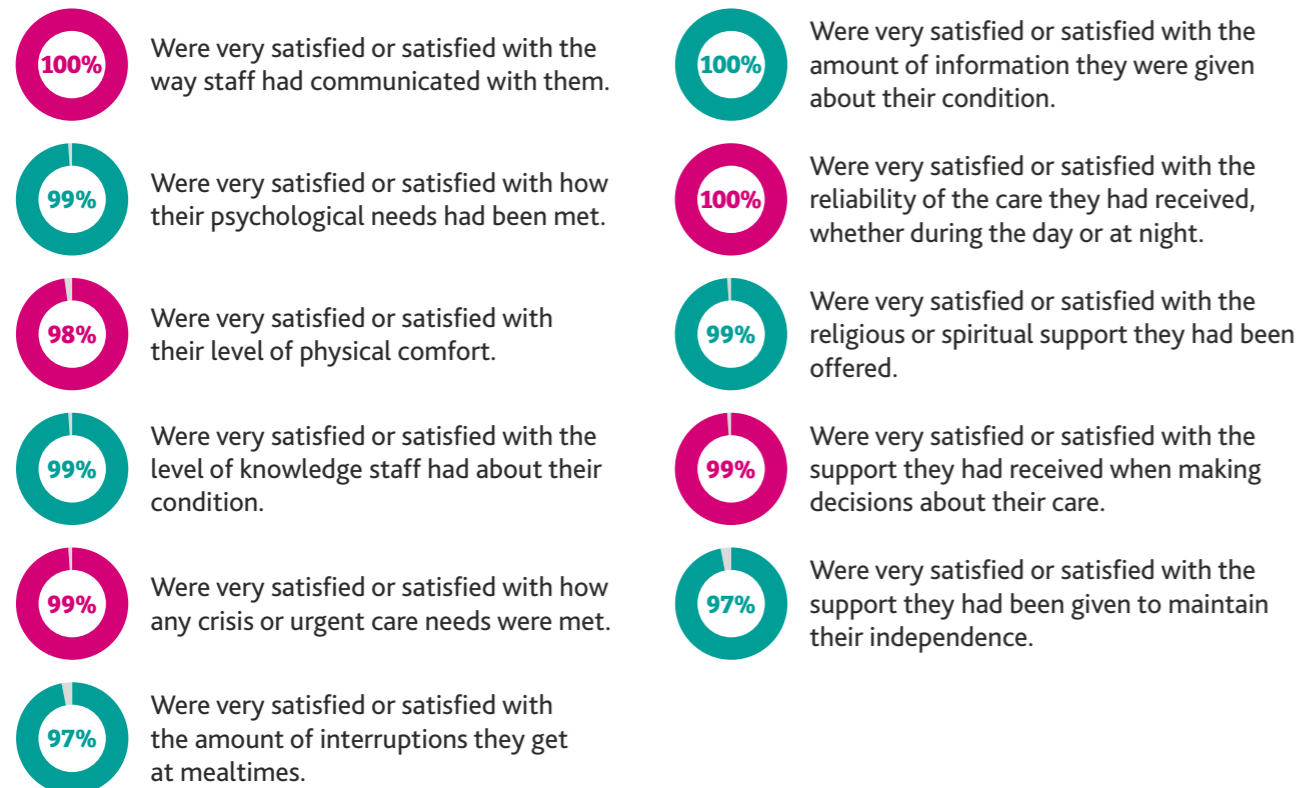 100%
Were very satisfied or satisfied with the
way staff had communicated with them.
99%
Were very satisfied or satisfied with how
their psychological needs had been met.
98%
Were very satisfied or satisfied with
their level of physical comfort.
99%
Were very satisfied or satisfied with the
level of knowledge staff had about their
condition.
99%
Were very satisfied or satisfied with how
any crisis or urgent care needs were met.
97%
Were very satisfied or satisfied with
the amount of interruptions they get
at mealtimes.
100%
Were very satisfied or satisfied with the
amount of information they were given
about their condition.
100%
Were very satisfied or satisfied with the
reliability of the care they had received,
whether during the day or at night.
99%
Were very satisfied or satisfied with the
religious or spiritual support they had been
offered.
99%
Were very satisfied or satisfied with the
support they had received when making
decisions about their care.
97%
Were very satisfied or satisfied with the
support they had been given to maintain
their independence.